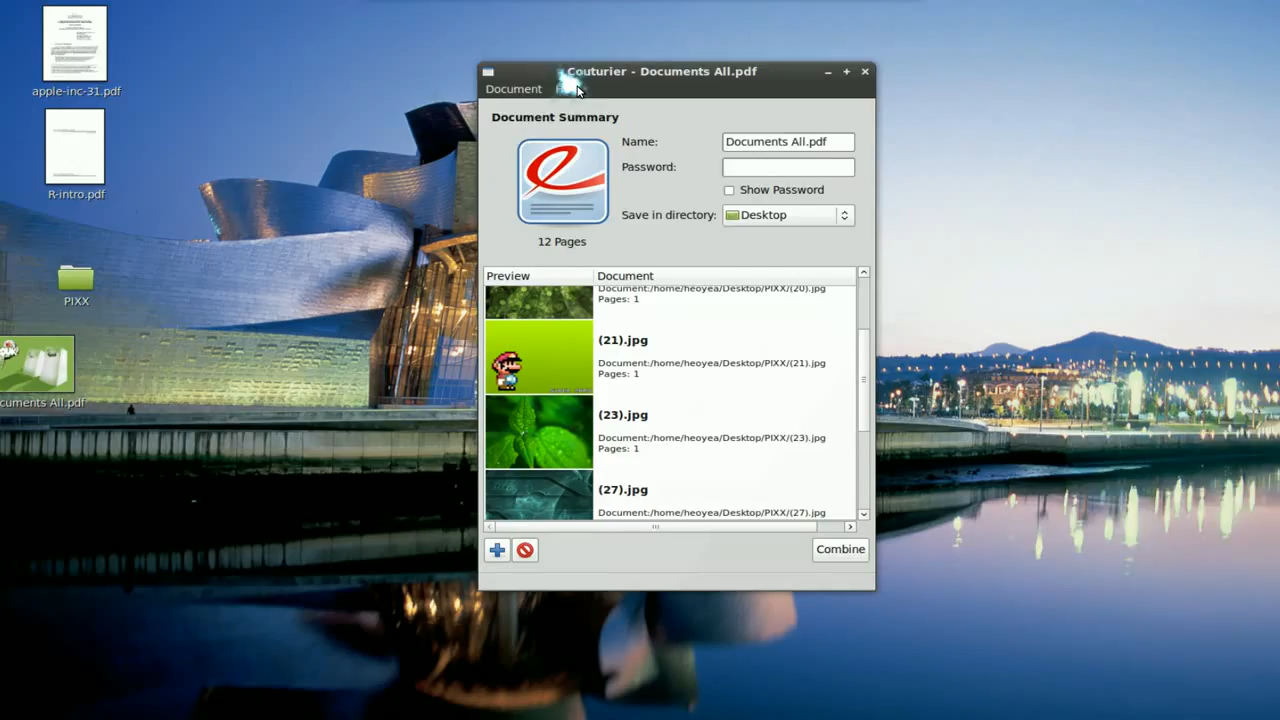 apple-inc-31.pdf
R-intro.pdf
PIXX
cuments All.pdf
Couturier - Documents All.pdf
Document
Document Summary
12 Pages
Name: Documents All.pdf
Password:
Show Password
Save in directory: Desktop
Preview Document
Document:/home/heoyea/Desktop/PIXX/(20).jpg
Pages: 1
(21).jpg
Document:/home/heoyea/Desktop/PIXX/(21).jpg
Pages: 1
(23).jpg
Document:/home/heoyea/Desktop/PIXX/(23).jpg
Pages: 1
(27).jpg
Document:/home/heoyea/Desktop/PIXX/(27).jpg
Combine